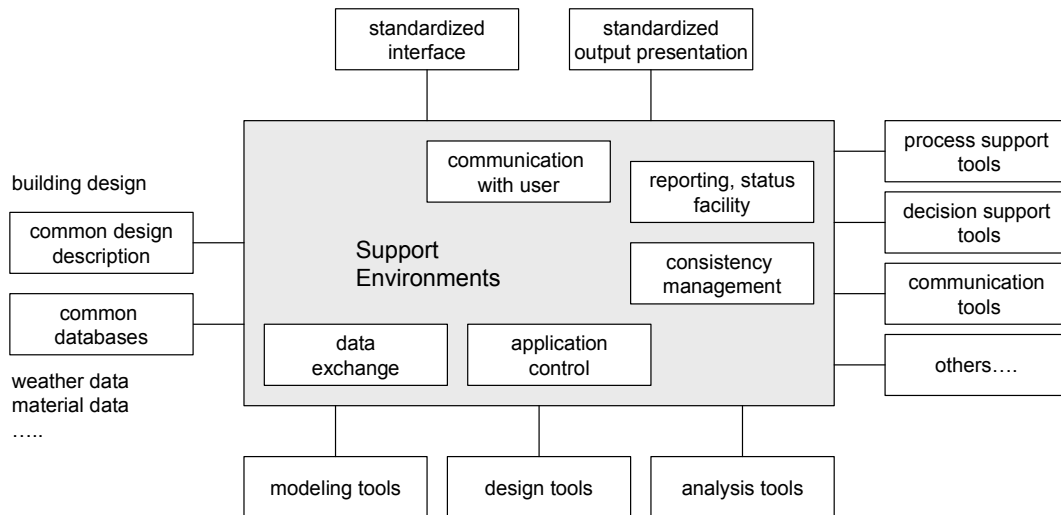 standardized
interface
standardized
output presentation
building design
common design
description
common
databases
weather data
material data
…..
Support
Environments
communication
with user
reporting, status
facility
consistency
management
data
exchange
application
control
process support
tools
decision support
tools
communication
tools
others….
modeling tools
design tools
analysis tools